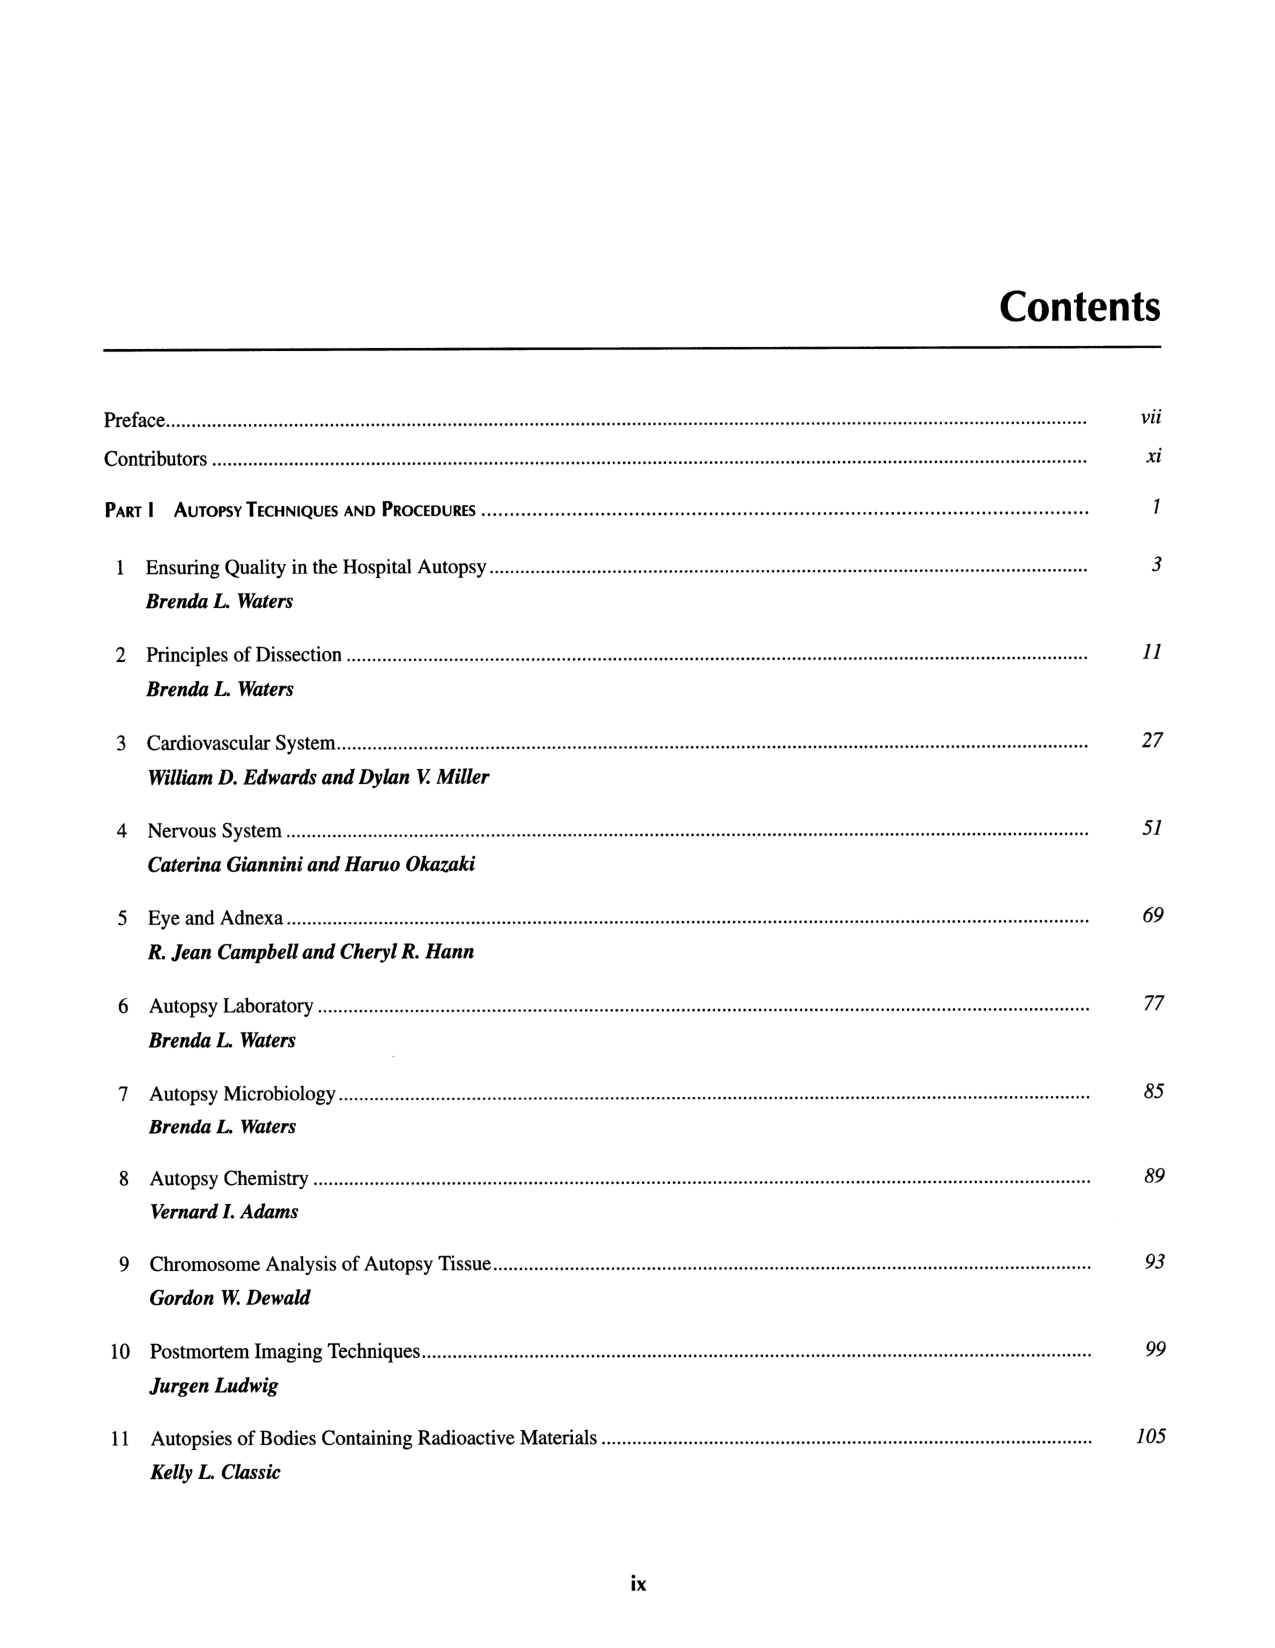 Contents
Preface.......... vii
Contributors .......... xi
PART I AUTOPSY TECHNIQUES AND PROCEDURES .......... 1
1 Ensuring Quality in the Hospital Autopsy .......... 3
Brenda L. Waters
2 Principles of Dissection .......... 11
Brenda L. Waters
3 Cardiovascular System.......... 27
William D. Edwards and Dylan V. Miller
4 Nervous System .......... 51
Caterina Giannini and Haruo Okazaki
5 Eye and Adnexa .......... 69
R. Jean Campbell and Cheryl R. Hann
6 Autopsy Laboratory .......... 77
Brenda L. Waters
7 Autopsy Microbiology .......... 85
Brenda L. Waters
8 Autopsy Chemistry .......... 89
Vernard I. Adams
9 Chromosome Analysis of Autopsy Tissue.......... 93
Gordon W. Dewald
10 Postmortem Imaging Techniques.......... 99
Jurgen Ludwig
11 Autopsies of Bodies Containing Radioactive Materials .......... 105
Kelly L. Classic
ix